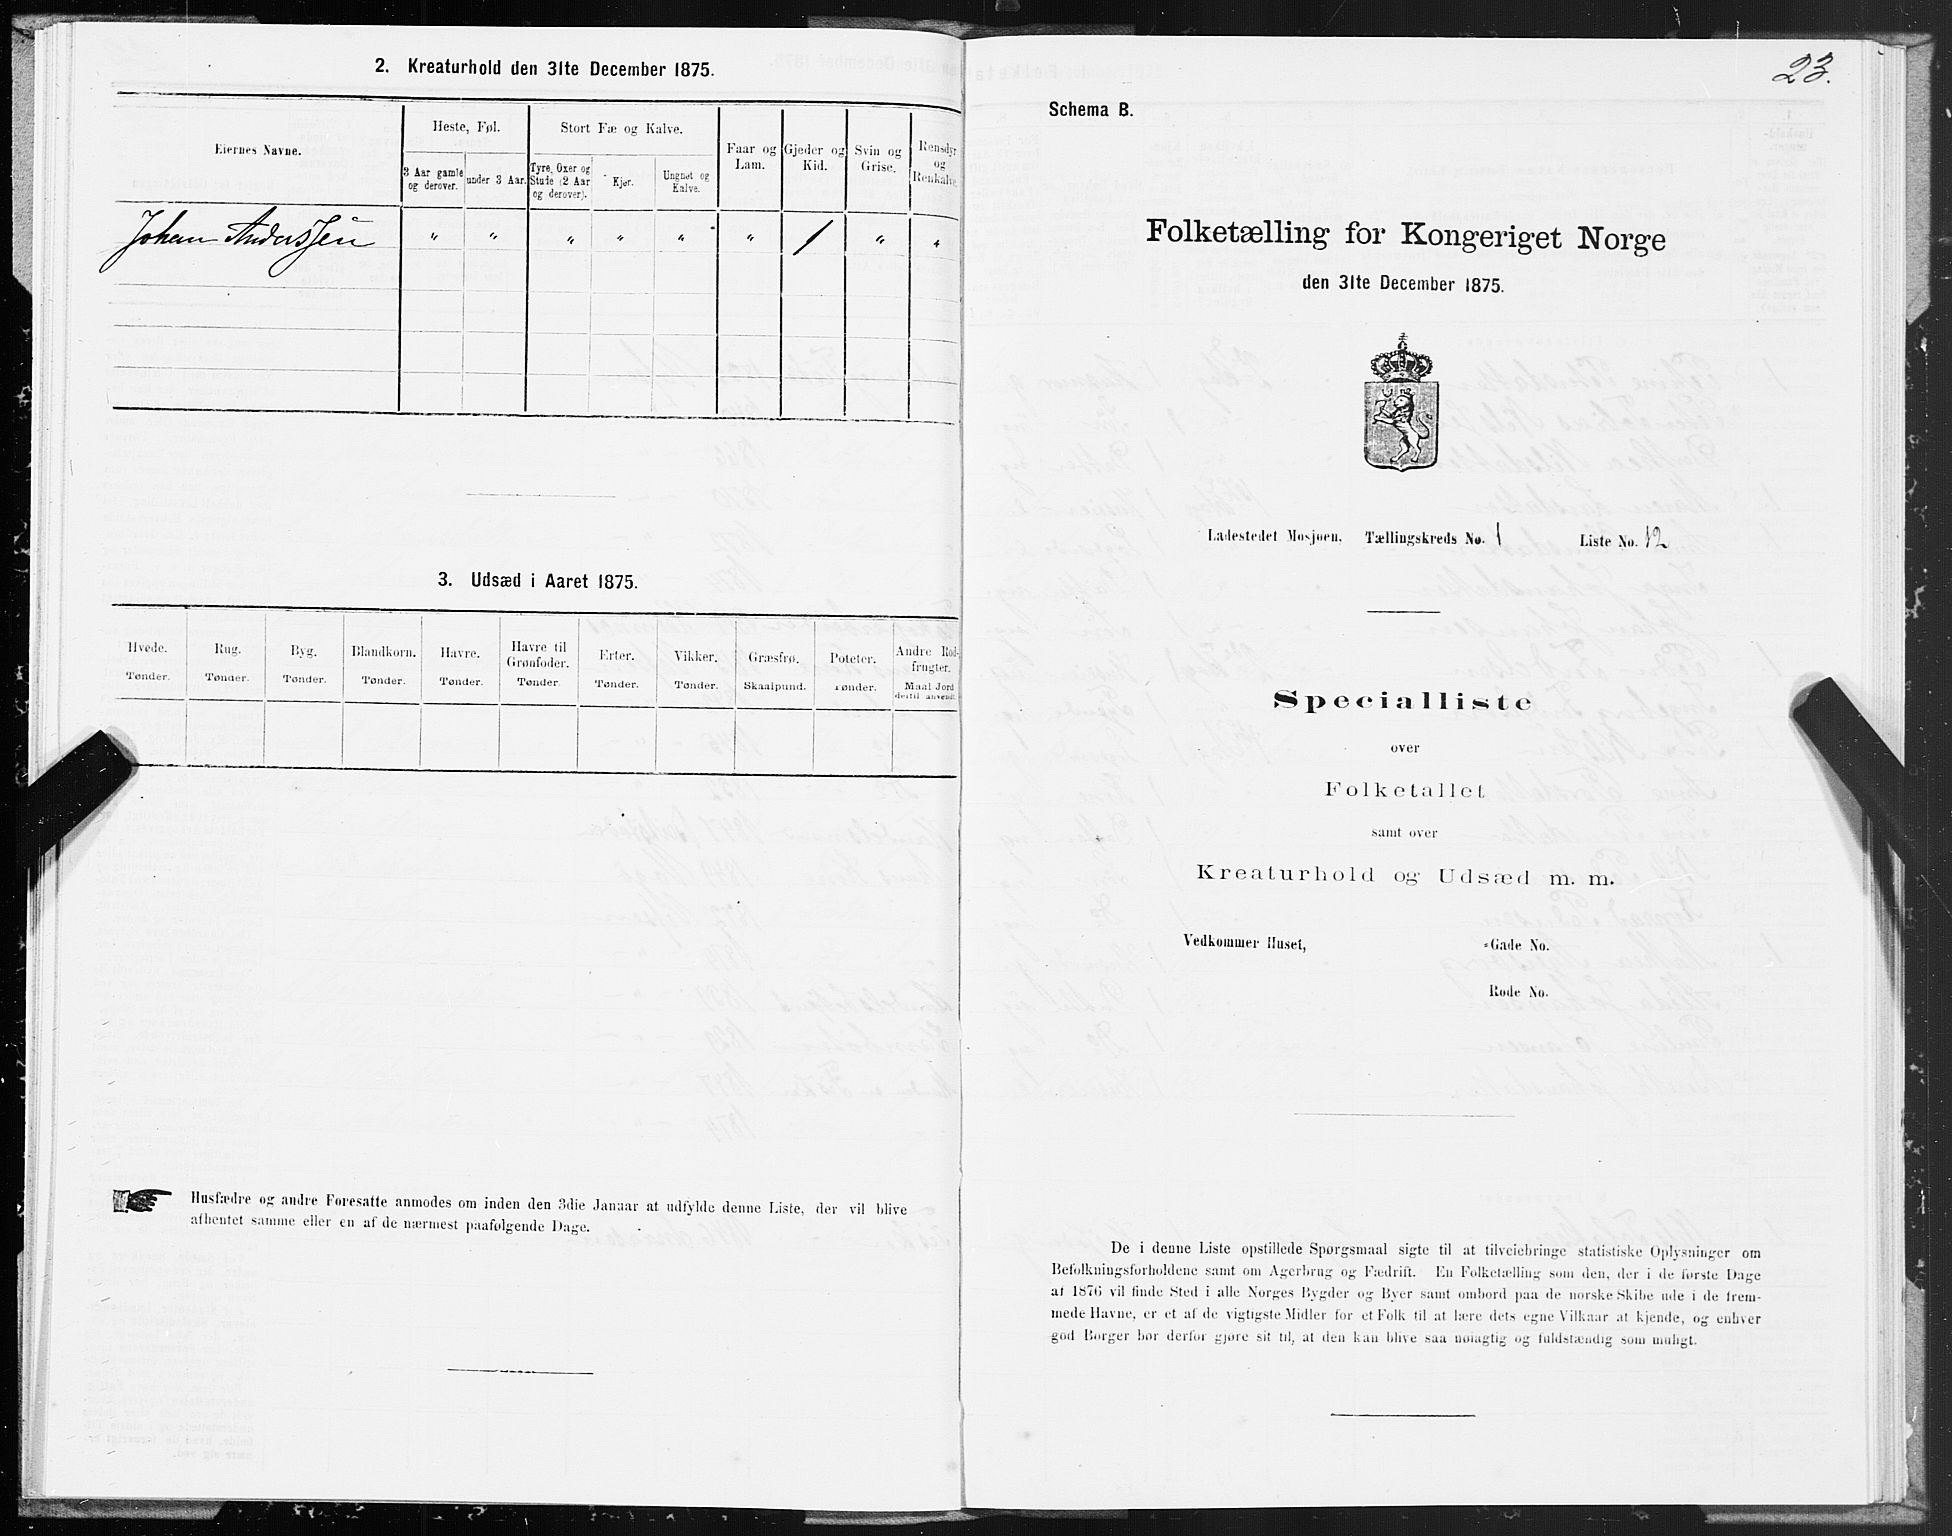 2. Kreaturhold den 31te December 1875.
Eiernes Navne.
Heste, Føl.
Stort Fæ og Kalve.
Faar og Lam.
Gjeder og Kid.
Svin og Grise.
Rensdyr og Renkalve.
3 Aar gamle og derover.
under 3 Aar.
Tyre, Oxer og Stude (2 Aar og derover).
Kjør.
Ungnøt og Kalve.
Johan Anderssen " " " " " " 1 " "
3. Udsæd i Aaret 1875.
Hvede. Rug. Byg. Blandkorn. Havre. Havre til Grønfoder. Erter. Vikker. Græsfrø. Poteter. Andre Rodfrugter.
Tønder. Tønder. Tønder. Tønder. Tønder. Tønder. Tønder. Tønder. Skaalpund. Tønder. Maal Jord dertil anvendt.
Husfædre og andre Foresatte anmodes om inden den 3die Januar at udfylde denne Liste, der vil blive
afhentet samme eller en af de nærmest paafølgende Dage.
23.
Schema B.
Folketælling for Kongeriget Norge
den 31te December 1875.
Ladestedet Mosjøen. Tællingskreds No. 1 Liste No. 12
Specialliste
over
Folketallet
samt over
Kreaturhold og Udsæd m. m.
Vedkommer Huset, -Gade No.
Rode No.
De i denne Liste opstillede Spørgsmaal sigte til at tilveiebringe statistiske Oplysninger om
Befolkningsforholdene samt om Agerbrug og Fædrift. En Folketælling som den, der i de første Dage
af 1876 vil finde Sted i alle Norges Bygder og Byer samt ombord paa de norske Skibe ude i de frem-
mede Havne, er et af de vigtigste Midler for et Folk til at lære dets egne Vilkaar at kjende, og enhver
god Borger bør derfor gjøre sit til, at den kan blive saa nøiagtig og fuldstændig som muligt.